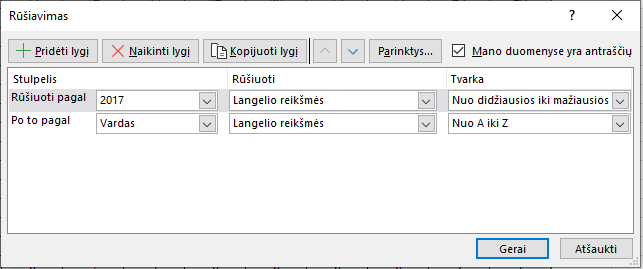 Rūšiavimas ?
Pridėti lygį Naikinti lygį Kopijuoti lygį Parinktys... Mano duomenyse yra antraščių
Stulpelis Rūšiuoti Tvarka
Rūšiuoti pagal 2017 Langelio reikšmės Nuo didžiausios iki mažiausios
Po to pagal Vardas Langelio reikšmės Nuo A iki Z
Gerai Atšaukti